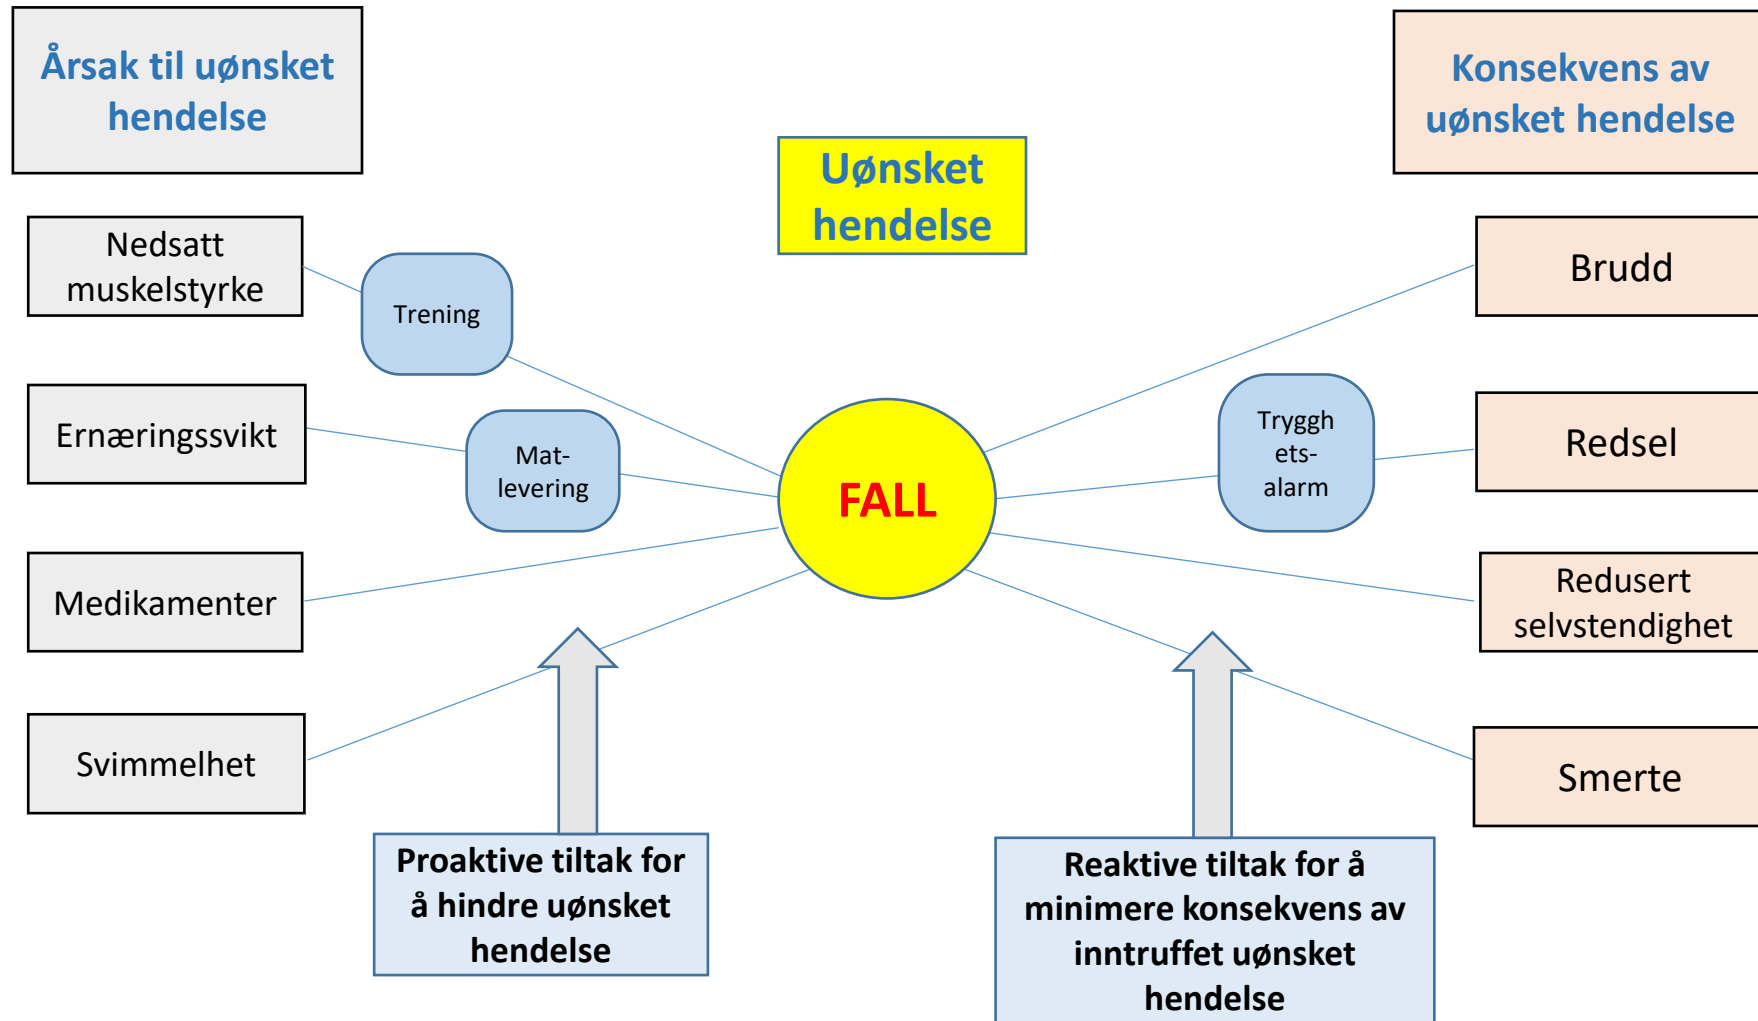 Årsak til uønsket
hendelse
Uønsket
hendelse
Konsekvens av
uønsket hendelse
Nedsatt
muskelstyrke
Trening
Ernæringssvikt
Mat-
levering
Medikamenter
Svimmelhet
FALL
Brudd
Tryggh
ets-
alarm
Redsel
Redusert
selvstendighet
Smerte
Proaktive tiltak for
å hindre uønsket
hendelse
Reaktive tiltak for å
minimere konsekvens av
inntruffet uønsket
hendelse